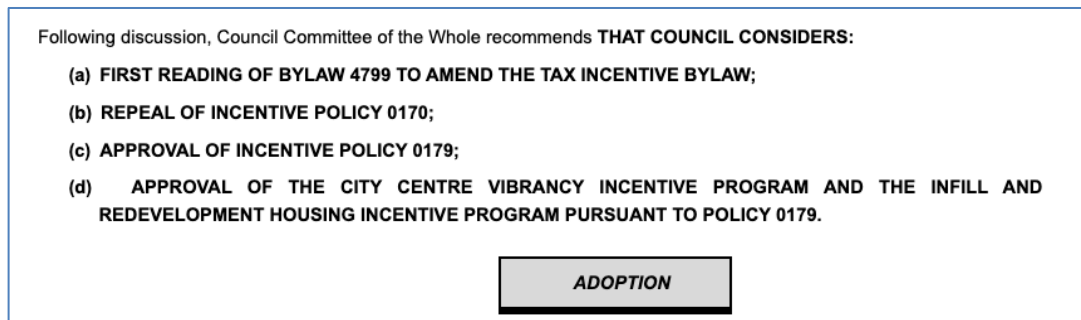 Following discussion, Council Committee of the Whole recommends THAT COUNCIL CONSIDERS:
(a) FIRST READING OF BYLAW 4799 TO AMEND THE TAX INCENTIVE BYLAW;
(b) REPEAL OF INCENTIVE POLICY 0170;
(c) APPROVAL OF INCENTIVE POLICY 0179;
(d) APPROVAL OF THE CITY CENTRE VIBRANCY INCENTIVE PROGRAM AND THE INFILL AND
REDEVELOPMENT HOUSING INCENTIVE PROGRAM PURSUANT TO POLICY 0179.
ADOPTION